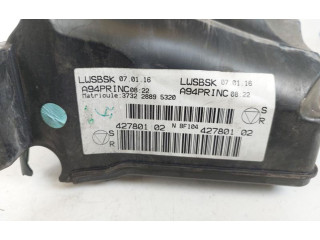 LWSBSK 07.01.16
A94PRINC 08:22
Matricule: 3732 2889 5320
LWSBSK 07.01.16
A94PRINC 08:22
S
R
S
R
427801 02 N 8F104 427801 02